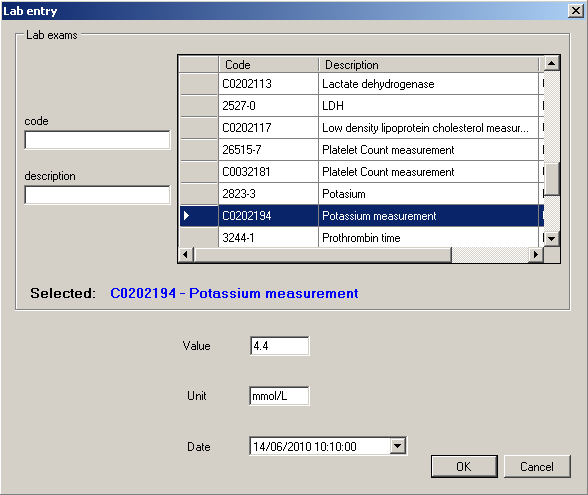 Lab entry
Lab exams
Code Description
C0202113 Lactate dehydrogenase
2527-0 LDH
C0202117 Low density lipoprotein cholesterol measur...
26515-7 Platelet Count measurement
C0032181 Platelet Count measurement
2823-3 Potasium
C0202194 Potassium measurement
3244-1 Prothrombin time
code
description
Selected: C0202194 - Potassium measurement
Value 4.4
Unit mmol/L
Date 14/06/2010 10:10:00
OK Cancel